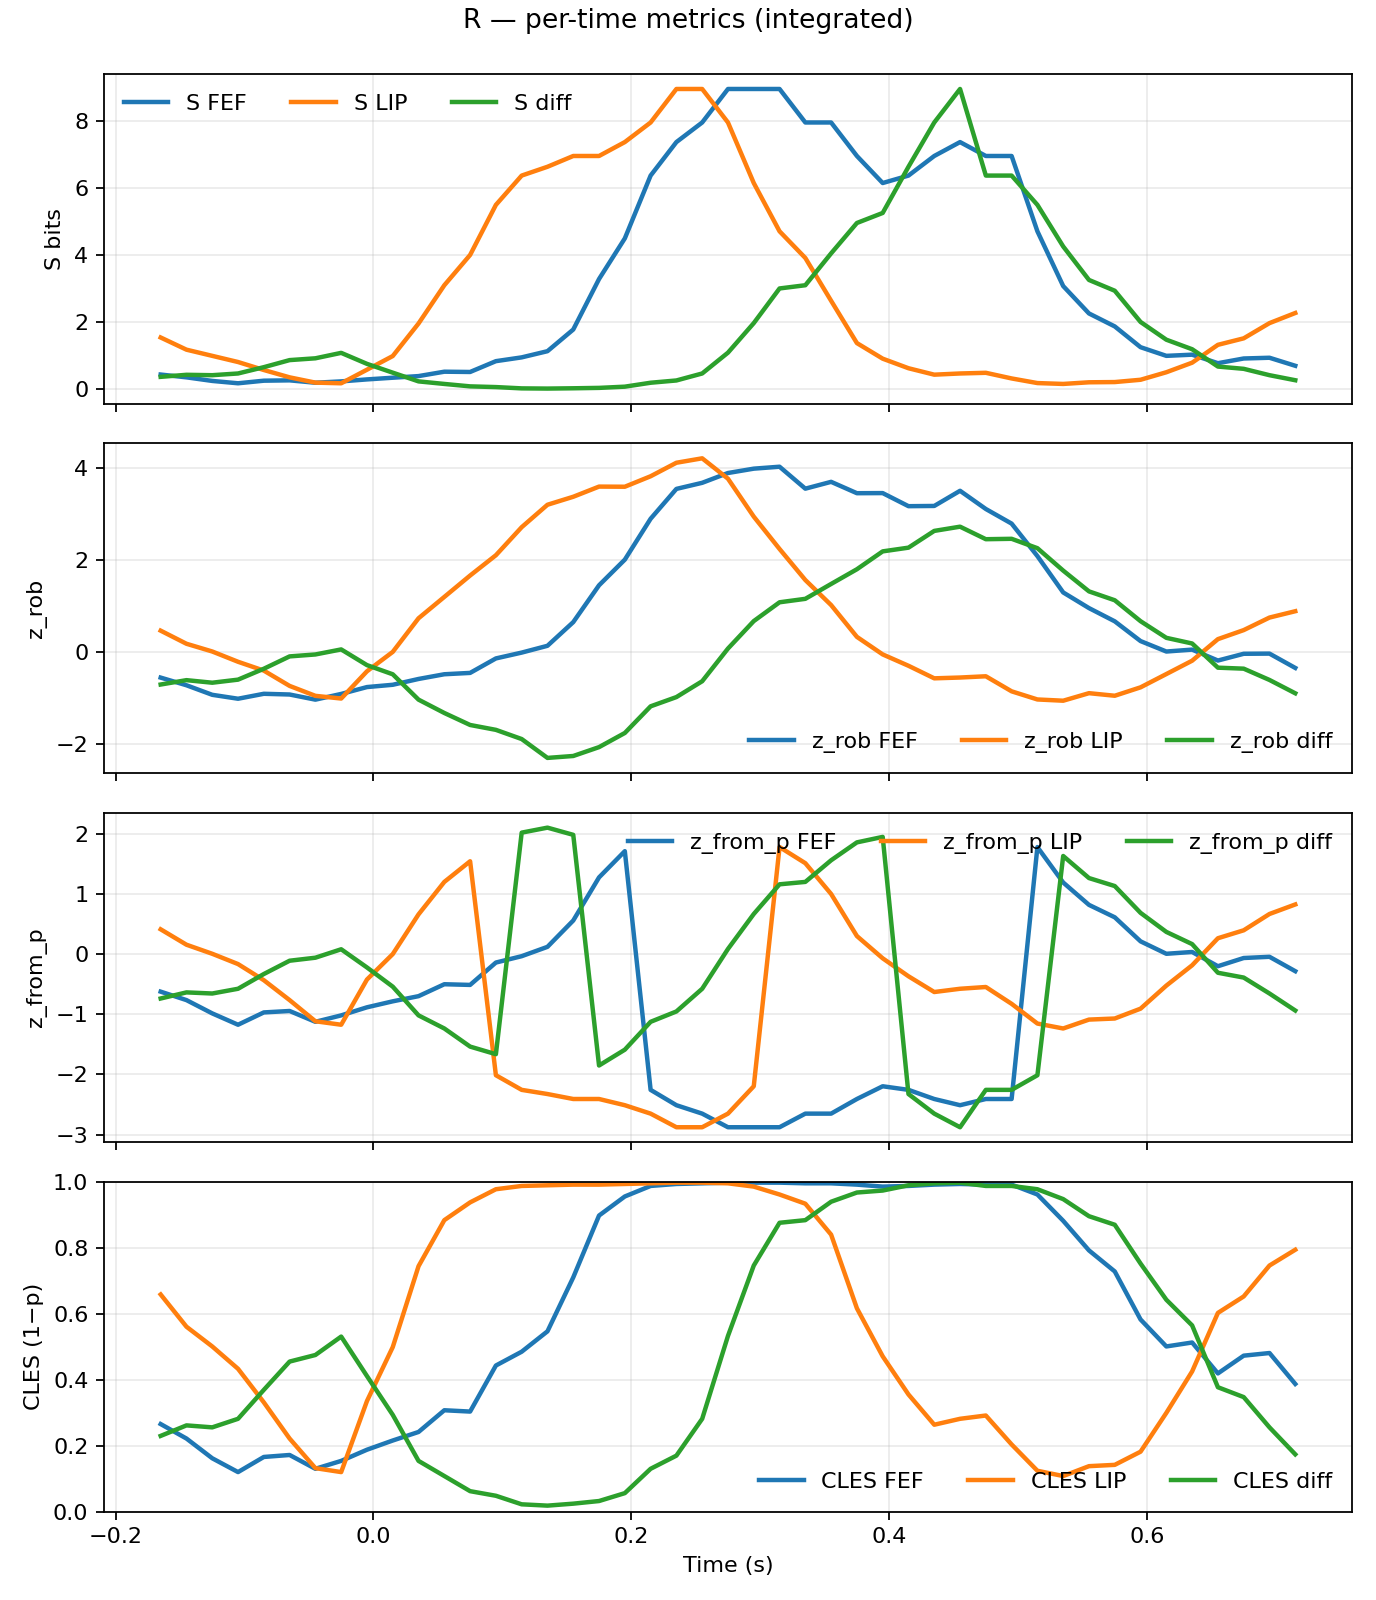 R — per-time metrics (integrated)
S FEF S LIP S diff
8
6
4
2
0
S bits
4
2
0
−2
z_rob
z_rob FEF z_rob LIP z_rob diff
z_from_p FEF z_from_p LIP z_from_p diff
2
1
0
−1
−2
−3
z_from_p
1.0
0.8
0.6
0.4
0.2
0.0
CLES (1−p)
CLES FEF CLES LIP CLES diff
−0.2 0.0 0.2 0.4 0.6
Time (s)